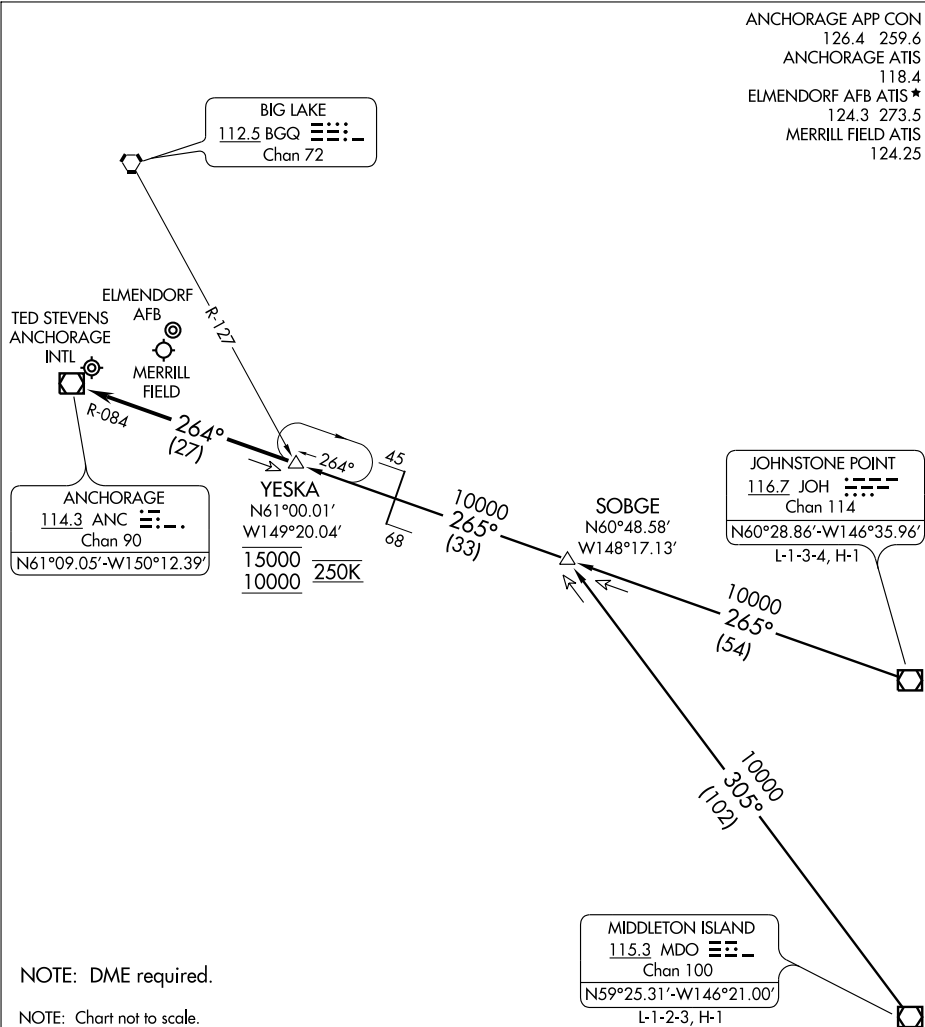 ANCHORAGE APP CON
126.4 259.6
ANCHORAGE ATIS
118.4
ELMENDORF AFB ATIS ★
124.3 273.5
MERRILL FIELD ATIS
124.25
BIG LAKE
112.5 BGQ
Chan 72
R-127
ELMENDORF
AFB
TED STEVENS
ANCHORAGE
INTL
MERRILL
FIELD
R-084
264°
(27)
264°
45
68
YESKA
N61°00.01′
W149°20.04′
15000
10000
250K
ANCHORAGE
114.3 ANC
Chan 90
N61°09.05′-W150°12.39′
10000
265°
(33)
SOBGE
N60°48.58′
W148°17.13′
JOHNSTONE POINT
116.7 JOH
Chan 114
N60°28.86′-W146°35.96′
L-1-3-4, H-1
10000
265°
(54)
10000
305°
(102)
MIDDLETON ISLAND
115.3 MDO
Chan 100
N59°25.31′-W146°21.00′
L-1-2-3, H-1
NOTE: DME required.
NOTE: Chart not to scale.